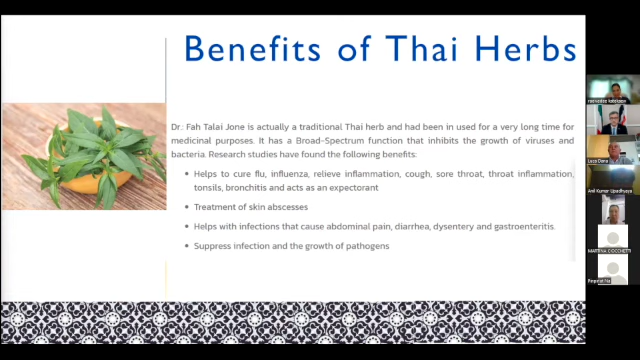 Benefits of Thai Herbs
Dr.: Fah Talai Jone is actually a traditional Thai herb and had been in used for a very long time for
medicinal purposes. It has a Broad-Spectrum function that inhibits the growth of viruses and
bacteria. Research studies have found the following benefits:
• Helps to cure flu, influenza, relieve inflammation, cough, sore throat, throat inflammation,
tonsils, bronchitis and acts as an expectorant
• Treatment of skin abscesses
• Helps with infections that cause abdominal pain, diarrhea, dysentery and gastroenteritis.
• Suppress infection and the growth of pathogens
Luca Dona
Anil Kumar Upadhyaya